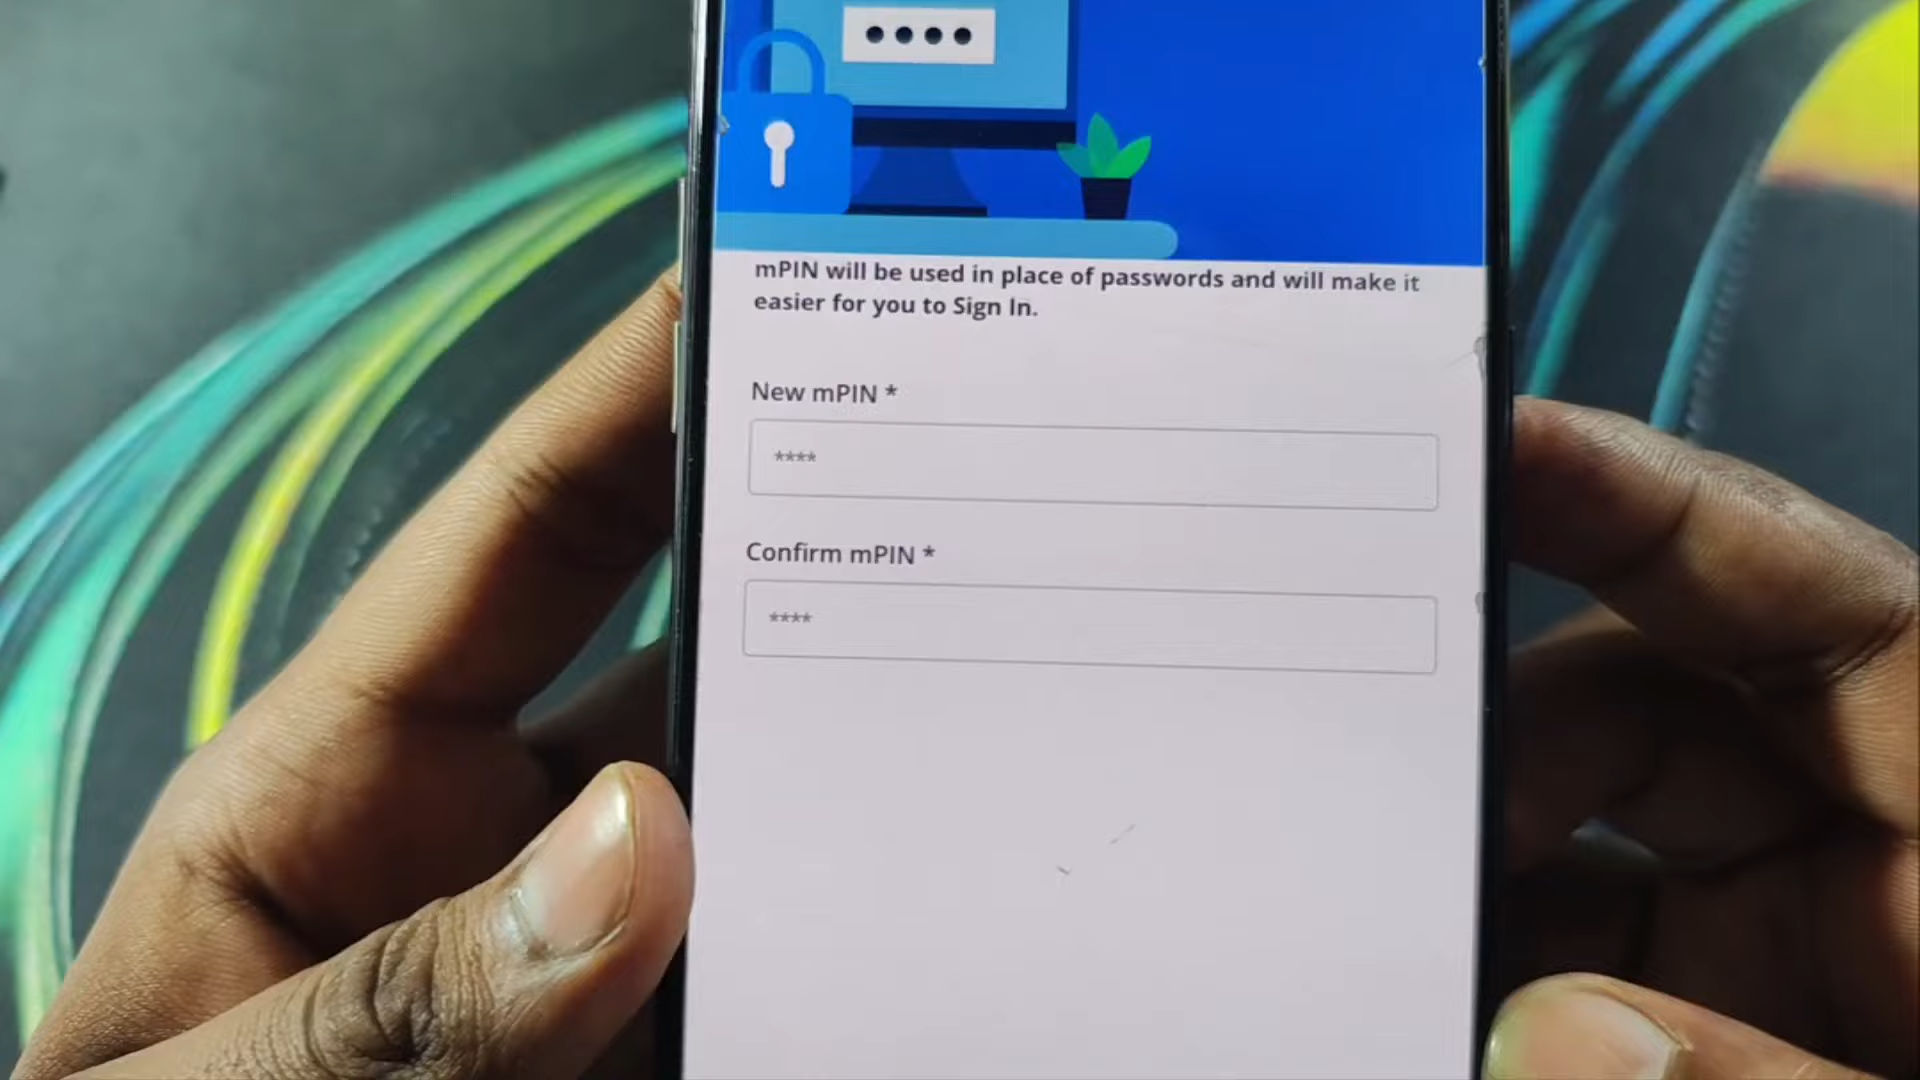 mPIN will be used in place of passwords and will make it
easier for you to Sign In.
New mPIN *
****
Confirm mPIN *
****